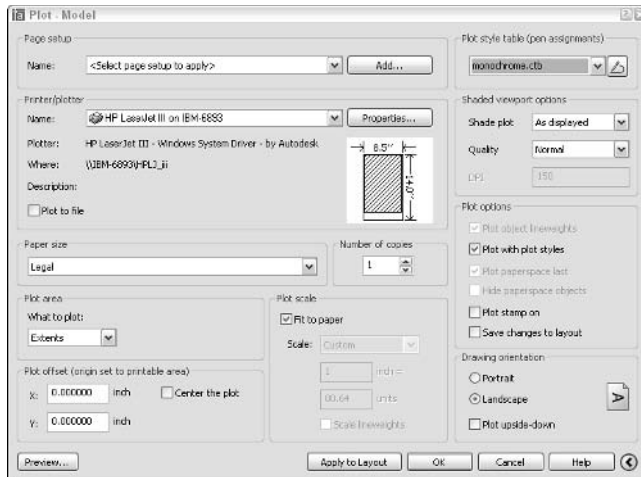 Plot - Model
Page setup
Name: <Select page setup to apply> Add...
Printer/plotter
Name: HP LaserJet III on IBM-6893 Properties...
Plotter: HP LaserJet III - Windows System Driver - by Autodesk
Where: \\IBM-6893\HPLJ_iii
Description:
Plot to file
8.5''
14.0''
Paper size
Legal
Number of copies
1
Plot area
What to plot:
Extents
Plot scale
Fit to paper
Scale: Custom
1 inch =
units
Scale lineweights
Plot offset (origin set to printable area)
X: 0.000000 inch Center the plot
Y: 0.000000 inch
Plot style table (pen assignments)
monochrome.ctb
Shaded viewport options
Shade plot As displayed
Quality Normal
DPI 150
Plot options
Plot object lineweights
Plot with plot styles
Plot paperspace last
Hide paperspace objects
Plot stamp on
Save changes to layout
Drawing orientation
Portrait
Landscape
Plot upside-down
A
Preview... Apply to Layout OK Cancel Help